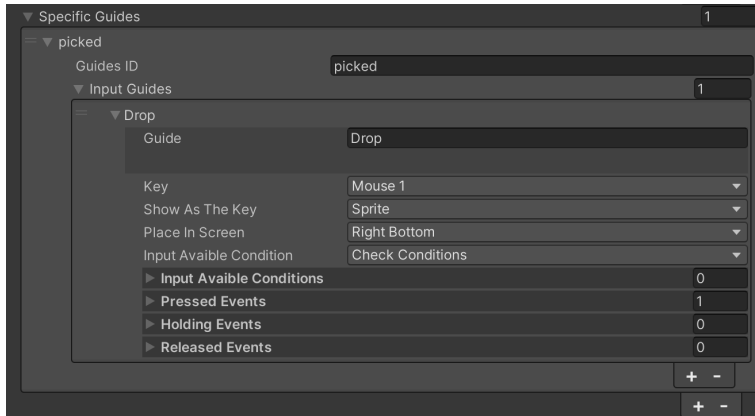 Specific Guides 1
picked
Guides ID picked
Input Guides 1
Drop
Guide Drop
Key Mouse 1
Show As The Key Sprite
Place In Screen Right Bottom
Input Avaible Condition Check Conditions
Input Avaible Conditions 0
Pressed Events 1
Holding Events 0
Released Events 0
+ -
+ -